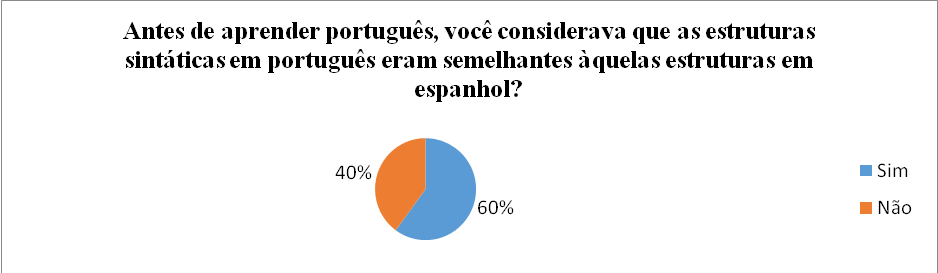 Antes de aprender português, você considerava que as estruturas
sintáticas em português eram semelhantes àquelas estruturas em
espanhol?
40%
60%
Sim
Não